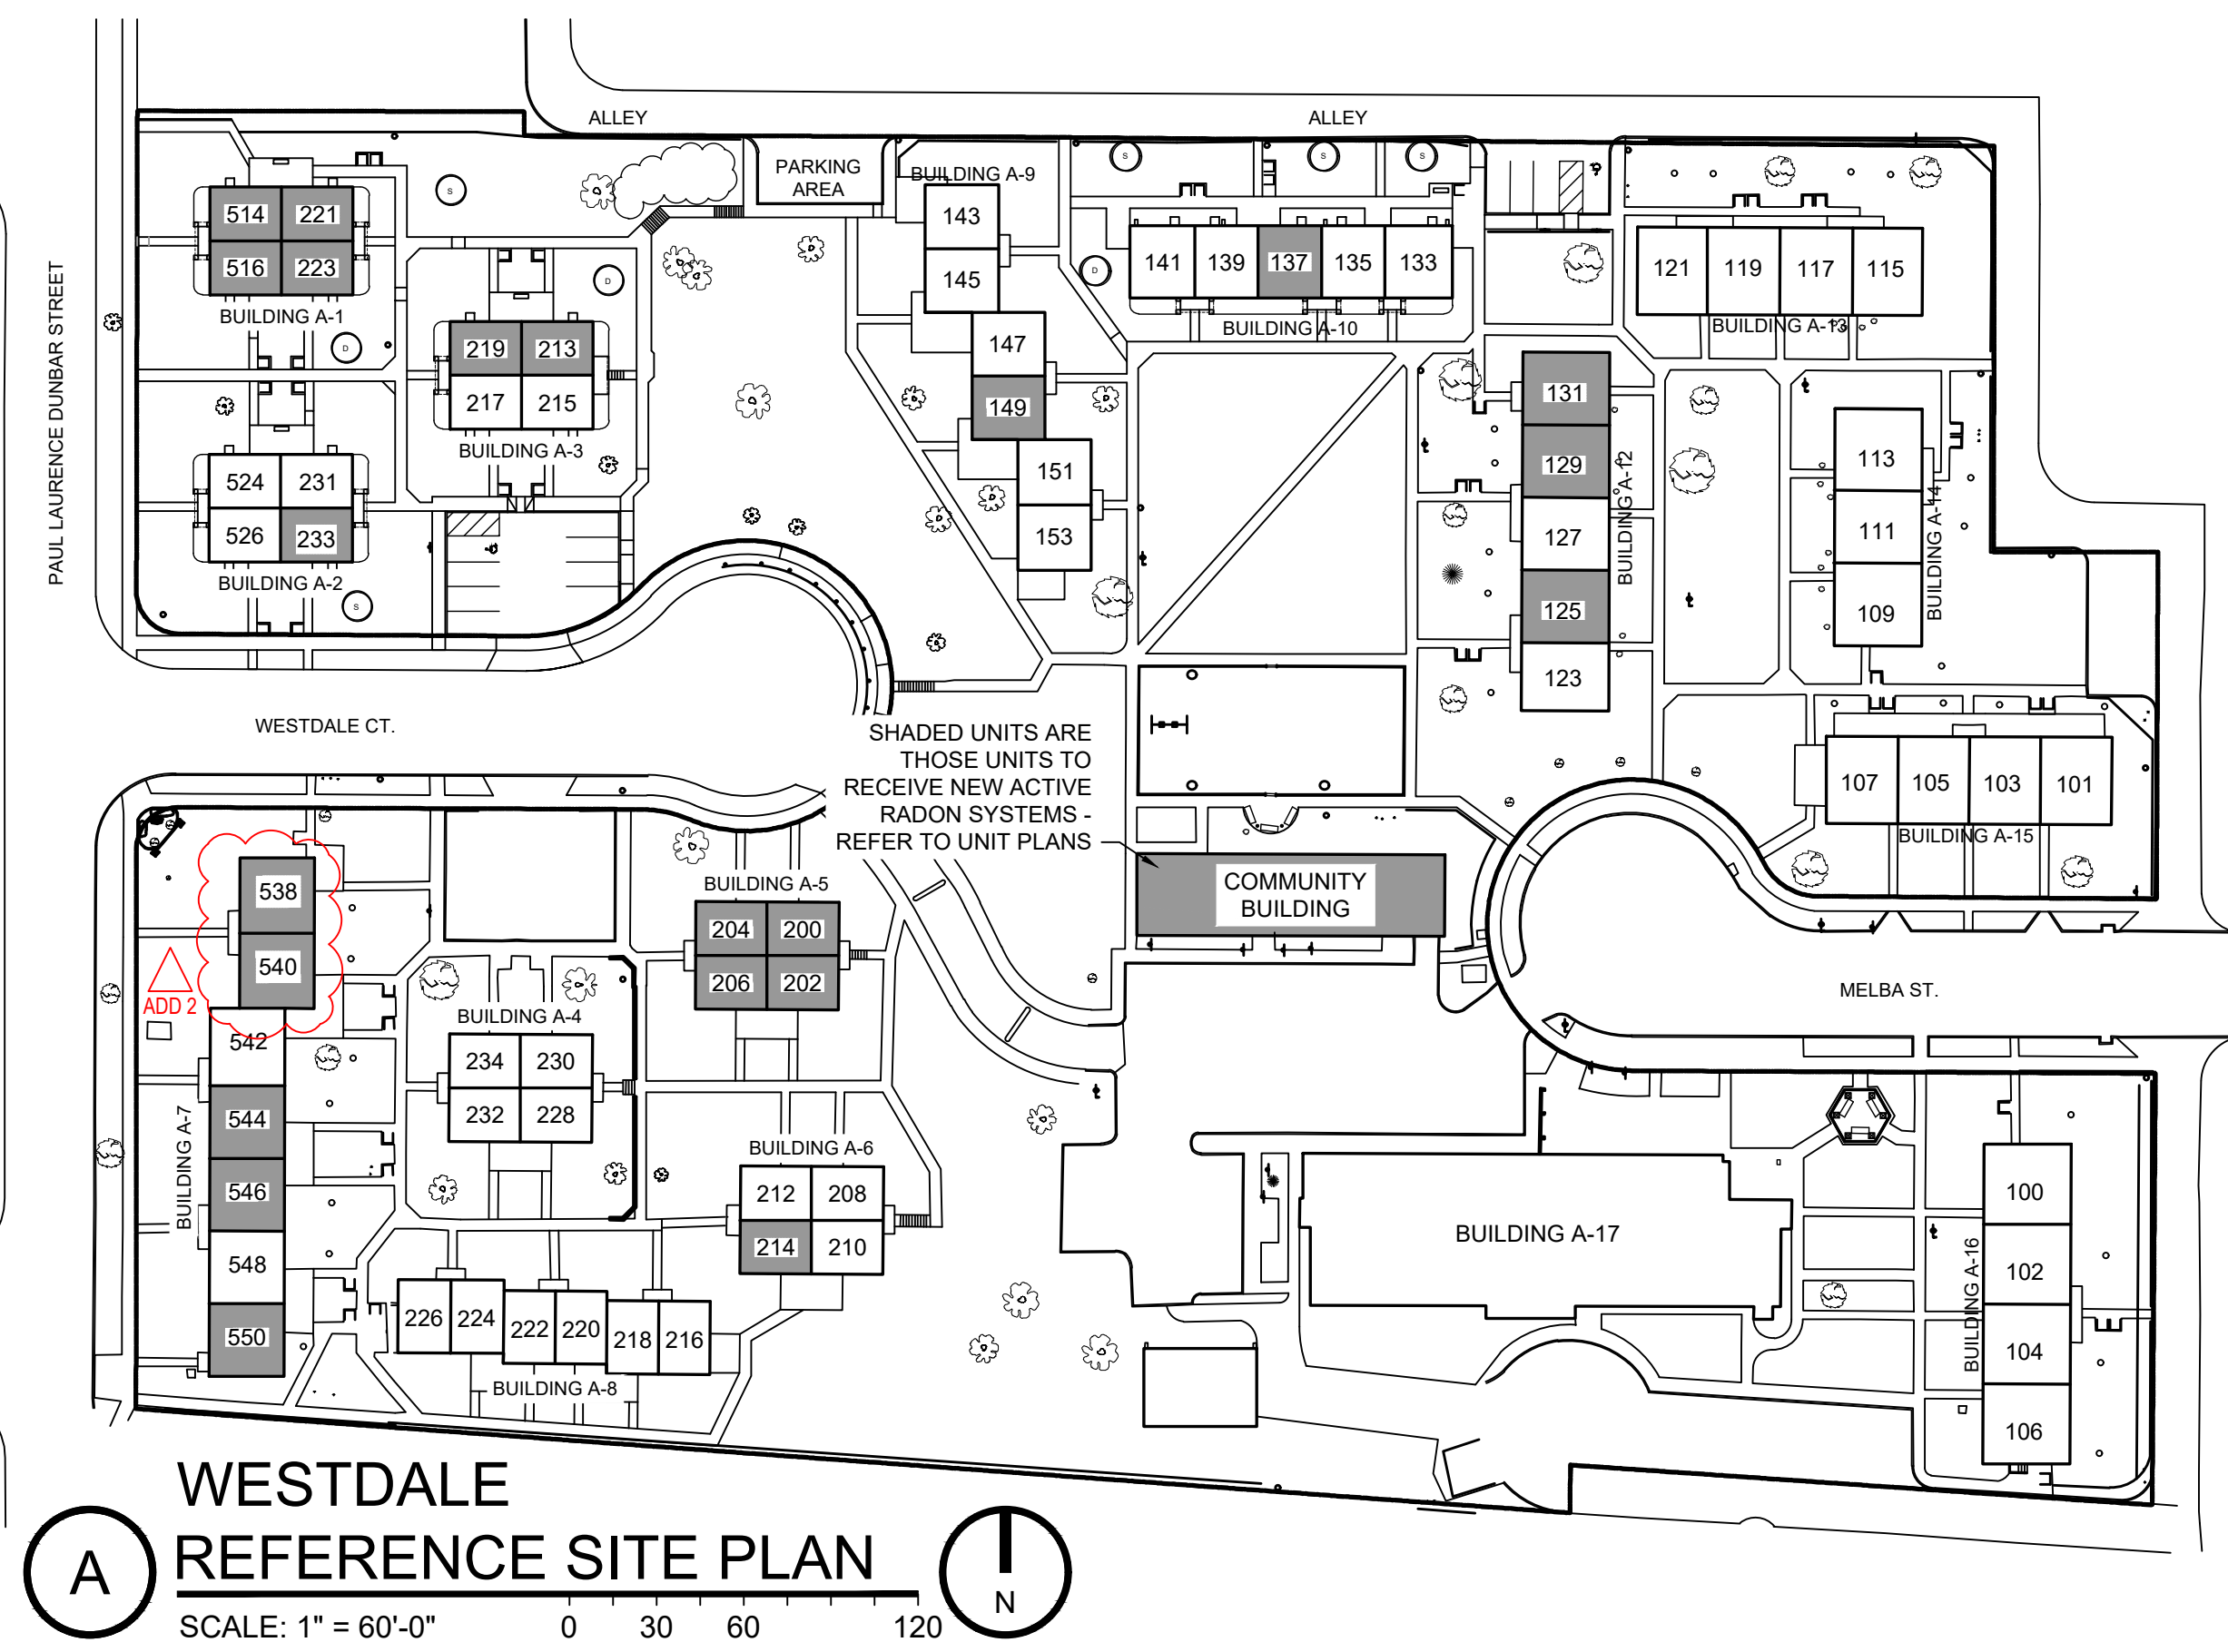 ALLEY
ALLEY
PAUL LAURENCE DUNBAR STREET
PARKING
AREA
514 221
516 223
BUILDING A-1
S
D
D
219 213
217 215
BUILDING A-3
524 231
526 233
BUILDING A-2
S
BUILDING A-9
143
145
147
149
151
153
S
S
S
D
141 139 137 135 133
BUILDING A-10
121 119 117 115
BUILDING A-13
131
129
127
125
123
BUILDING A-12
113
111
109
BUILDING A-14
107 105 103 101
BUILDING A-15
WESTDALE CT.
SHADED UNITS ARE
THOSE UNITS TO
RECEIVE NEW ACTIVE
RADON SYSTEMS -
REFER TO UNIT PLANS
COMMUNITY
BUILDING
MELBA ST.
538
540
ADD 2
542
544
546
548
550
BUILDING A-7
BUILDING A-5
204 200
206 202
BUILDING A-4
234 230
232 228
BUILDING A-6
212 208
214 210
226 224 222 220 218 216
BUILDING A-8
BUILDING A-17
100
102
104
106
BUILDING A-16
WESTDALE
REFERENCE SITE PLAN
A
SCALE: 1" = 60'-0"
0 30 60 120
N